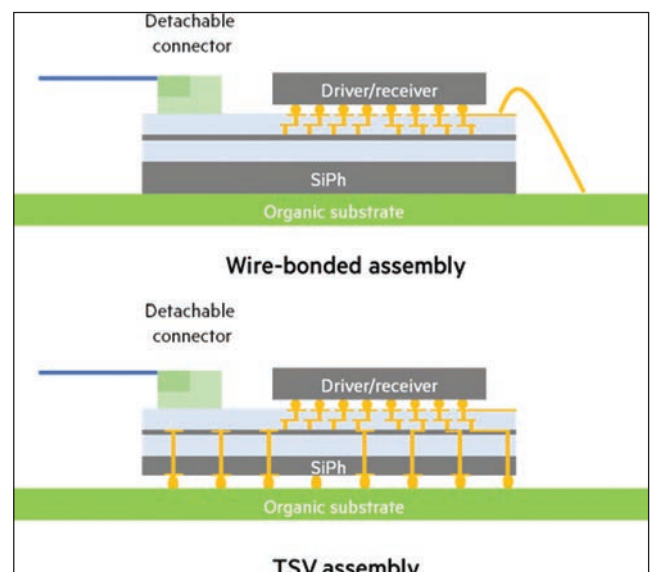 Detachable
connector
Driver/receiver
SiPh
Organic substrate
Wire-bonded assembly
Detachable
connector
Driver/receiver
SiPh
Organic substrate
TSV assembly